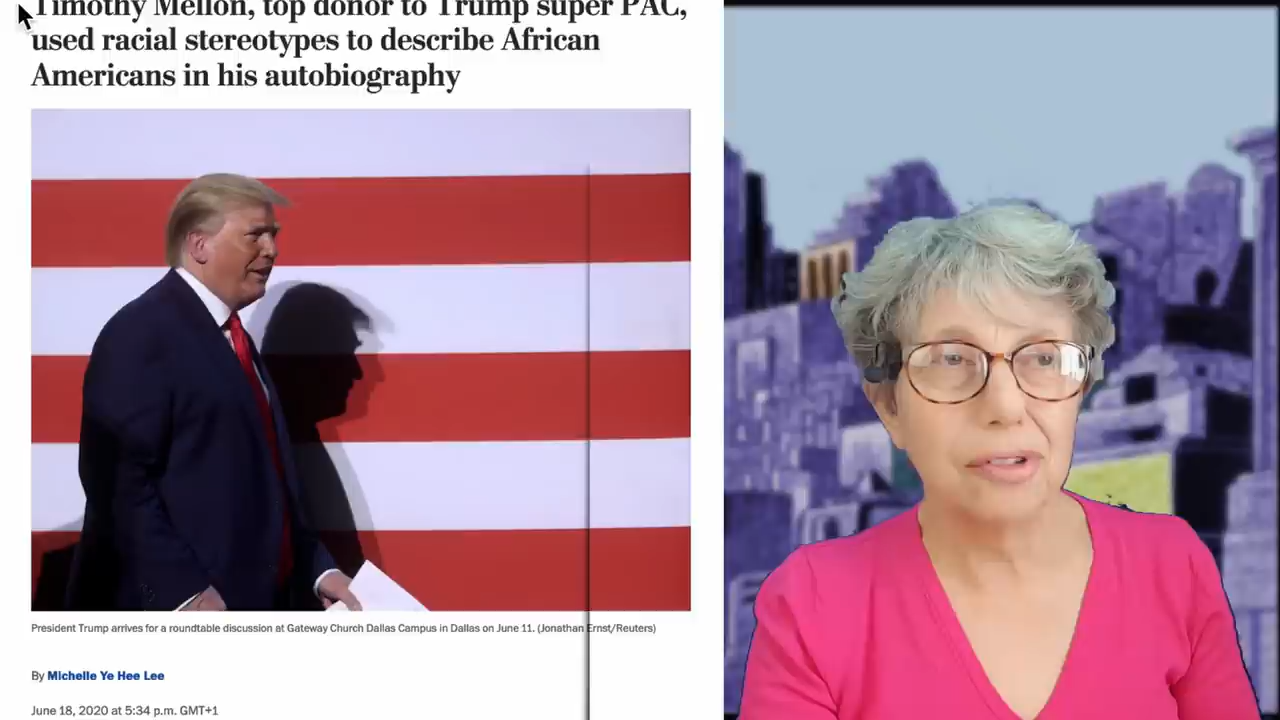 Timothy Mellon, top donor to Trump super PAC,
used racial stereotypes to describe African
Americans in his autobiography
President Trump arrives for a roundtable discussion at Gateway Church Dallas Campus in Dallas on June 11. (Jonathan Ernst/Reuters)
By Michelle Ye Hee Lee
June 18, 2020 at 5:34 p.m. GMT+1